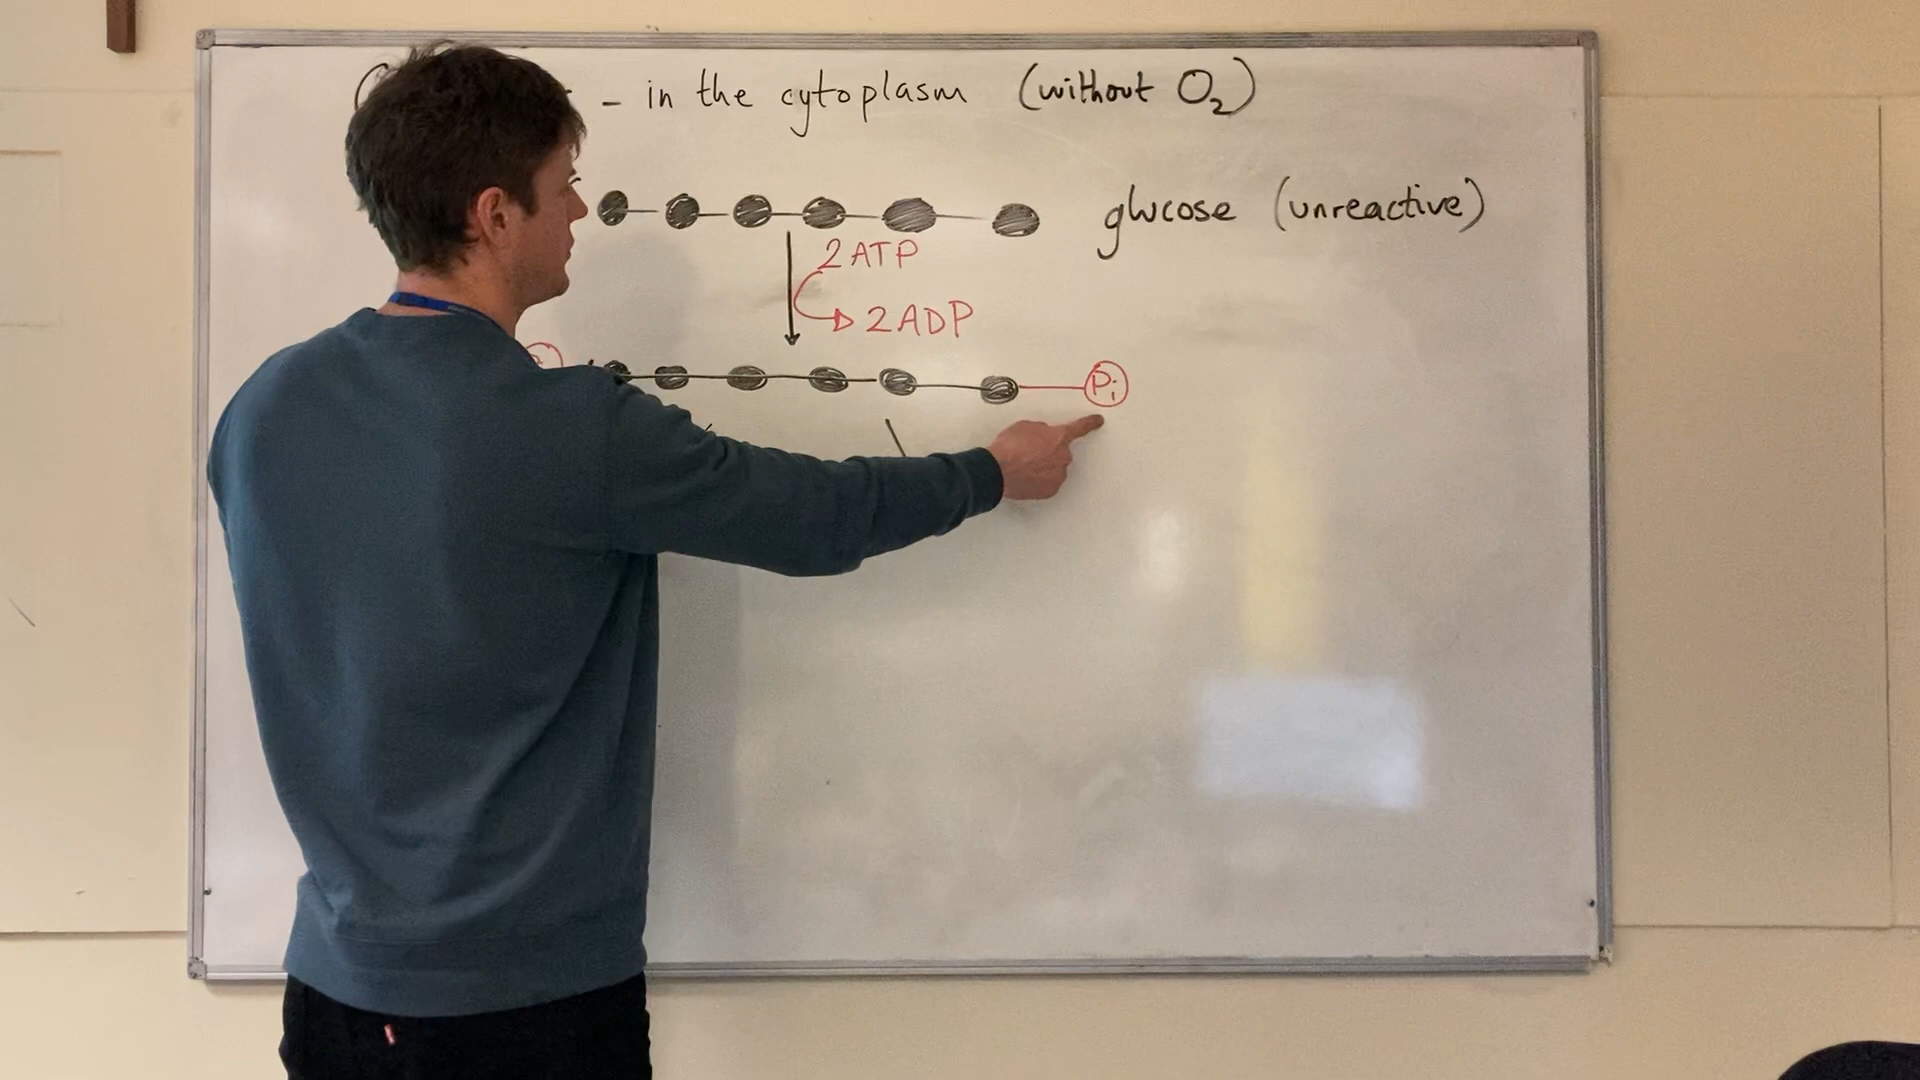 - in the cytoplasm (without O₂)
glucose (unreactive)
2 ATP
2 ADP
Pi